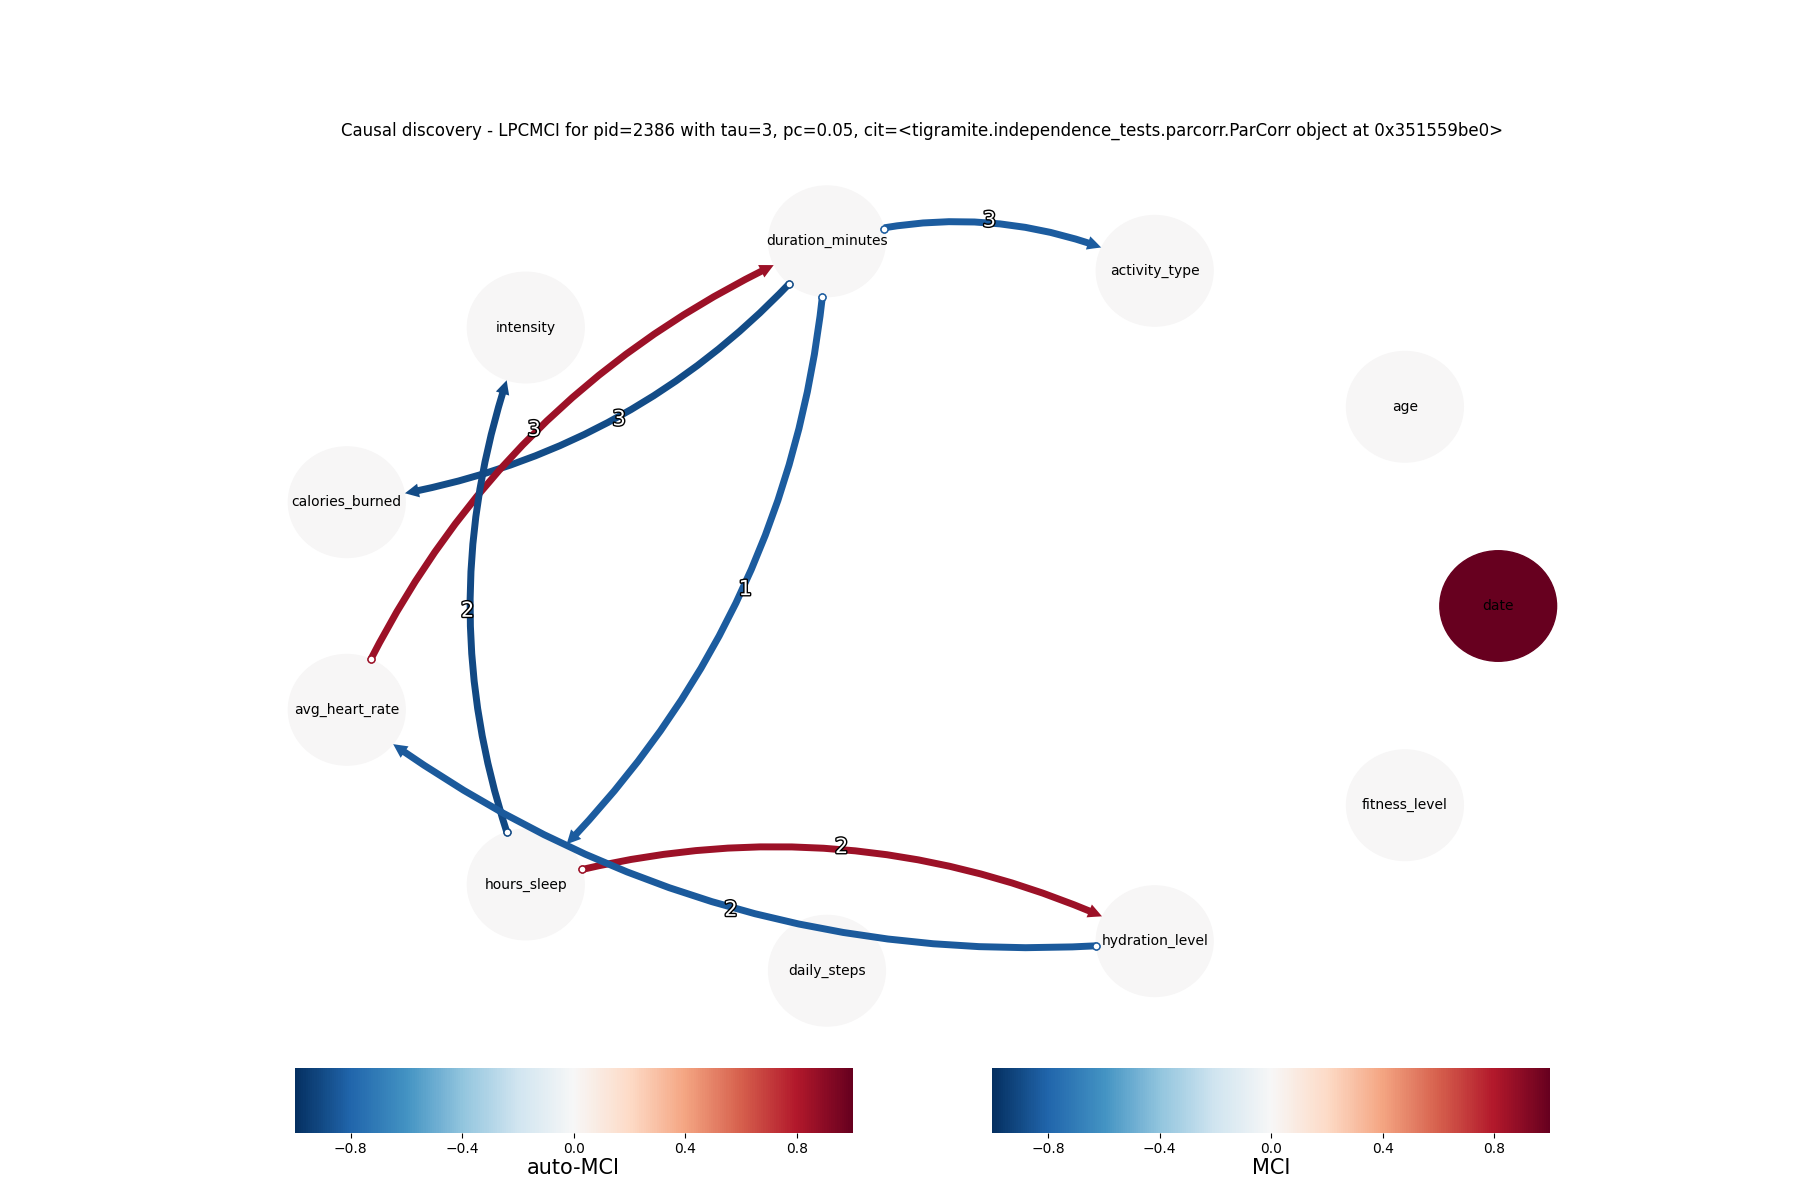 Causal discovery - LPCMCI for pid=2386 with tau=3, pc=0.05, cit=<tigramite.independence_tests.parcorr.ParCorr object at 0x351559be0>
3
duration_minutes
activity_type
intensity
age
3
3
calories_burned
1
date
2
avg_heart_rate
fitness_level
2
hours_sleep
2
hydration_level
daily_steps
−0.8 −0.4 0.0 0.4 0.8
auto-MCI
−0.8 −0.4 0.0 0.4 0.8
MCI